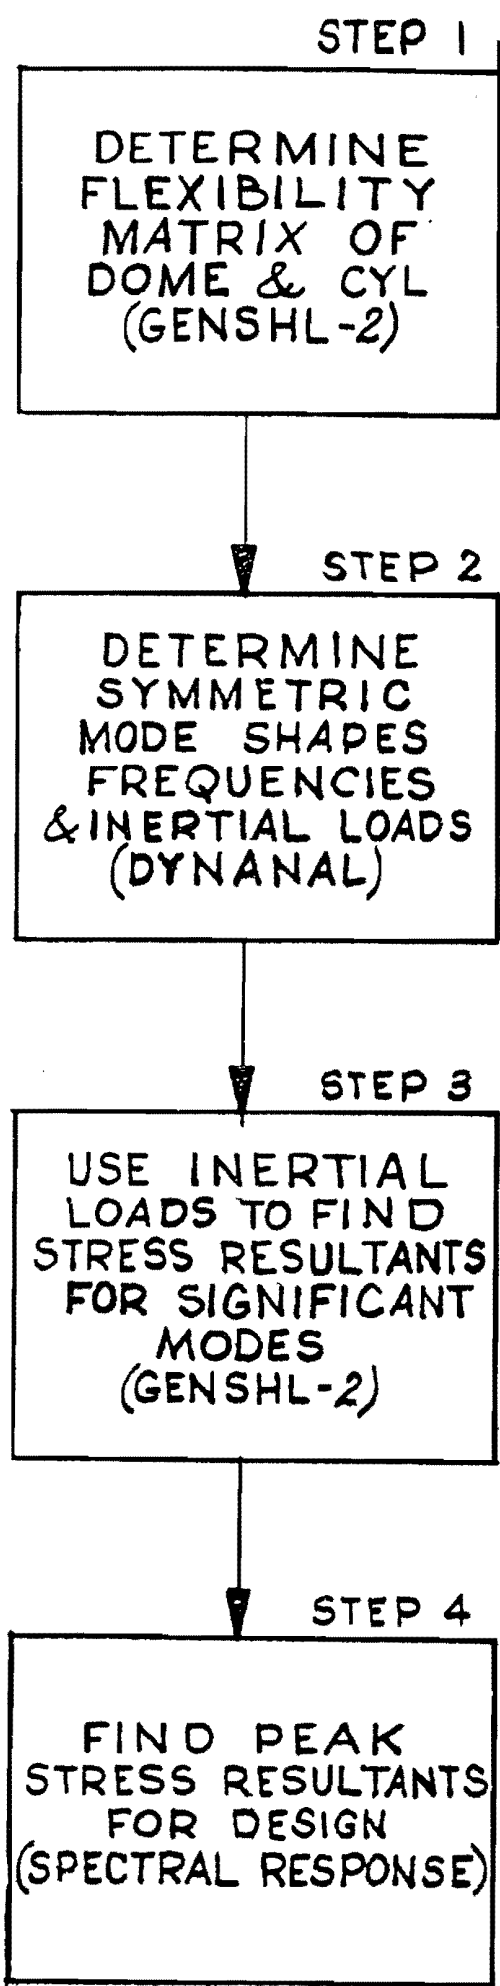 STEP 1
DETERMINE
FLEXIBILITY
MATRIX OF
DOME & CYL
(GENSHL-2)
STEP 2
DETERMINE
SYMMETRIC
MODE SHAPES
FREQUENCIES
& INERTIAL LOADS
(DYNANAL)
STEP 3
USE INERTIAL
LOADS TO FIND
STRESS RESULTANTS
FOR SIGNIFICANT
MODES
(GENSHL-2)
STEP 4
FIND PEAK
STRESS RESULTANTS
FOR DESIGN
(SPECTRAL RESPONSE)